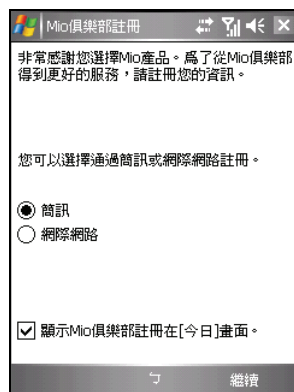 Mio俱樂部註冊
非常感謝您選擇Mio產品。為了從Mio俱樂部
得到更好的服務，請註冊您的資訊。
您可以選擇通過簡訊或網際網路註冊。
簡訊
網際網路
顯示Mio俱樂部註冊在[今日]畫面。
ㄅ
繼續